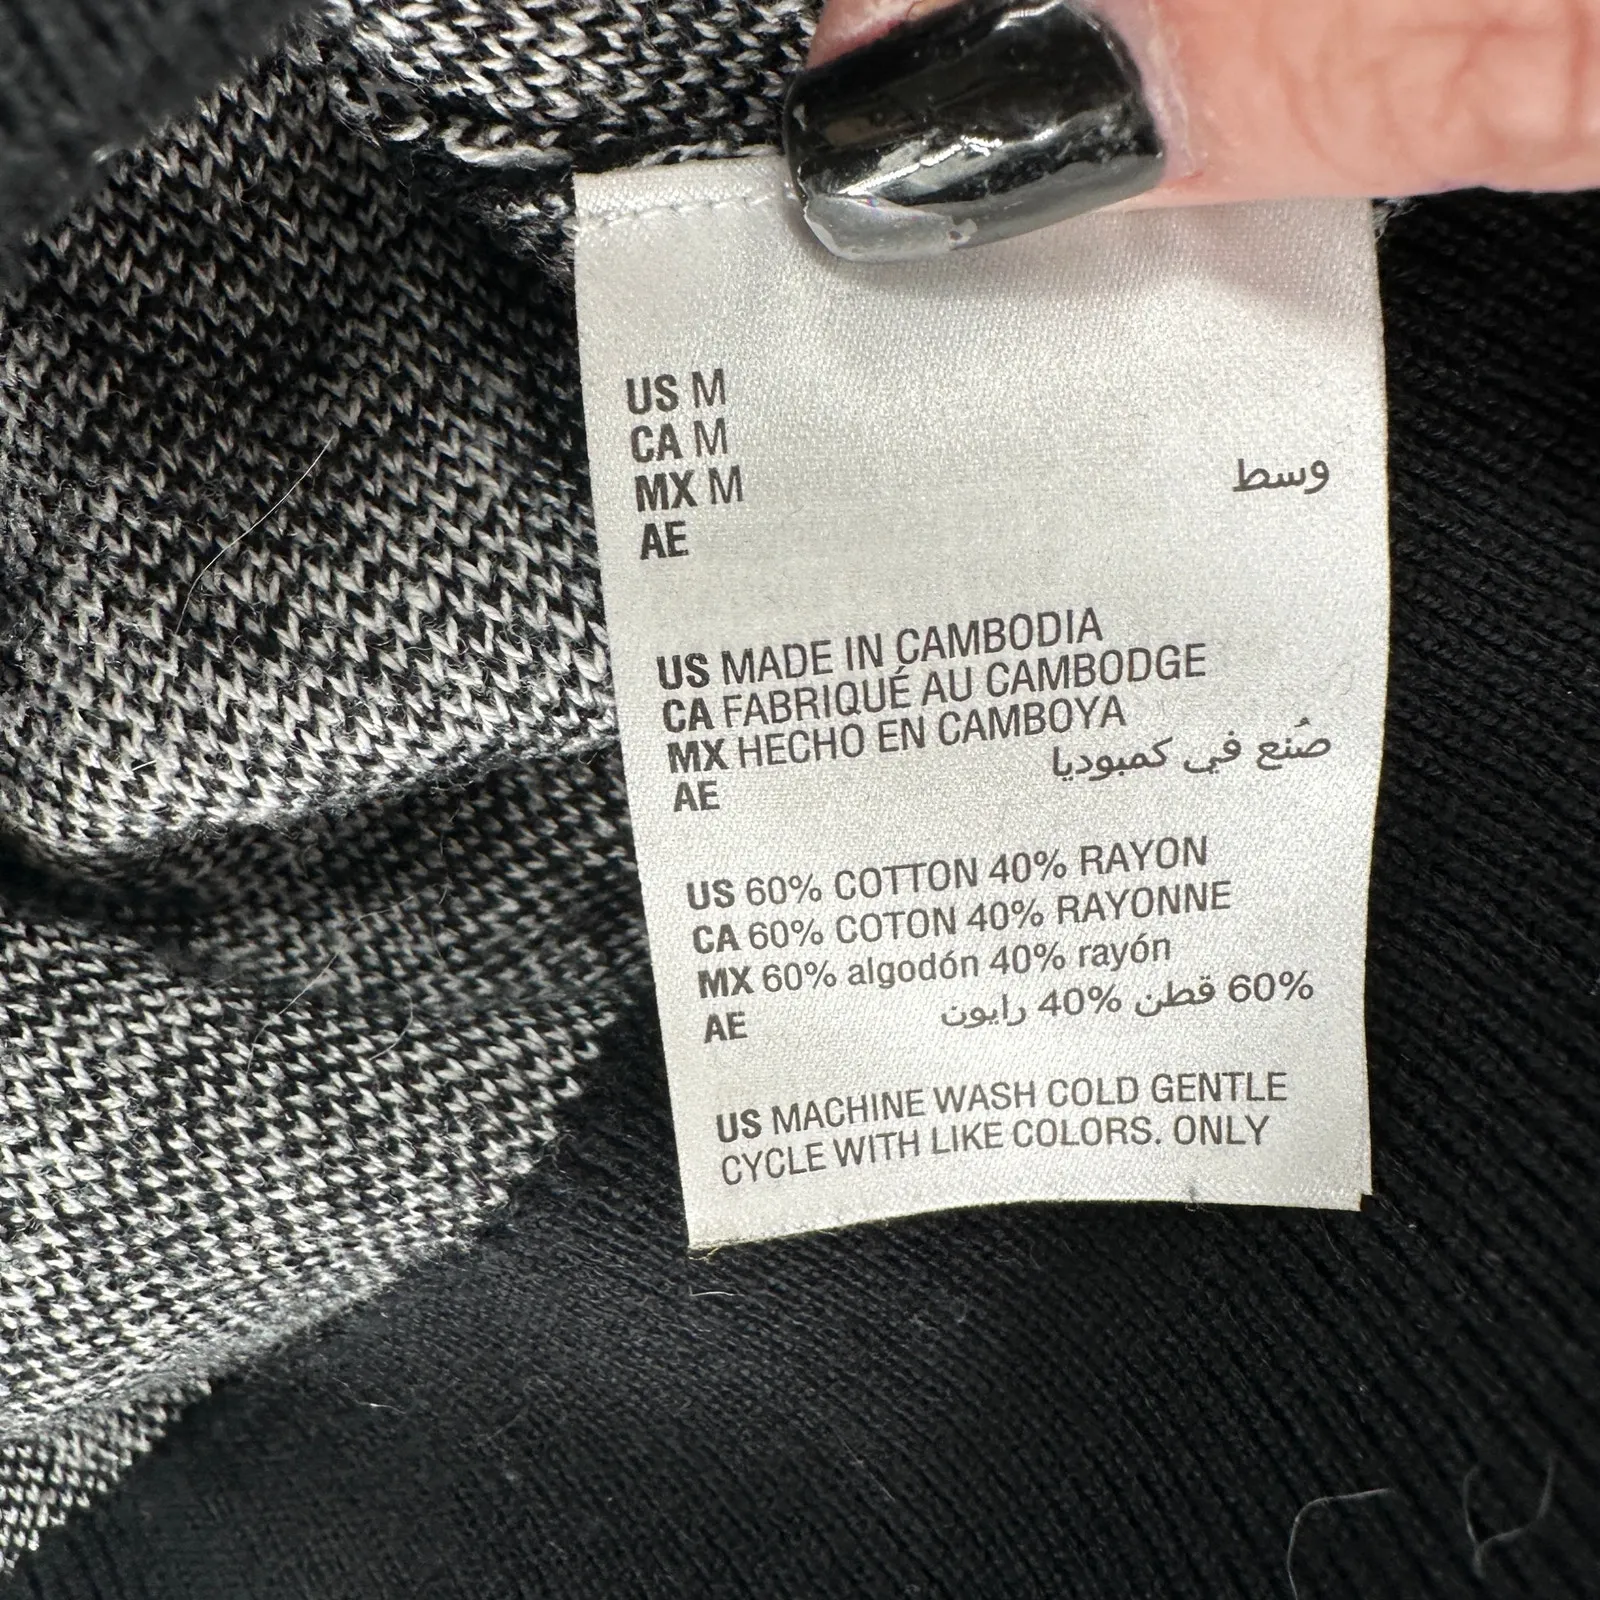 US M
CA M
MX M
وسط
AE
US MADE IN CAMBODIA
CA FABRIQUÉ AU CAMBODGE
MX HECHO EN CAMBOYA
صُنع في كمبوديا
AE
US 60% COTTON 40% RAYON
CA 60% COTON 40% RAYONNE
MX 60% algodón 40% rayón
60% قطن 40% رايون
AE
US MACHINE WASH COLD GENTLE
CYCLE WITH LIKE COLORS. ONLY